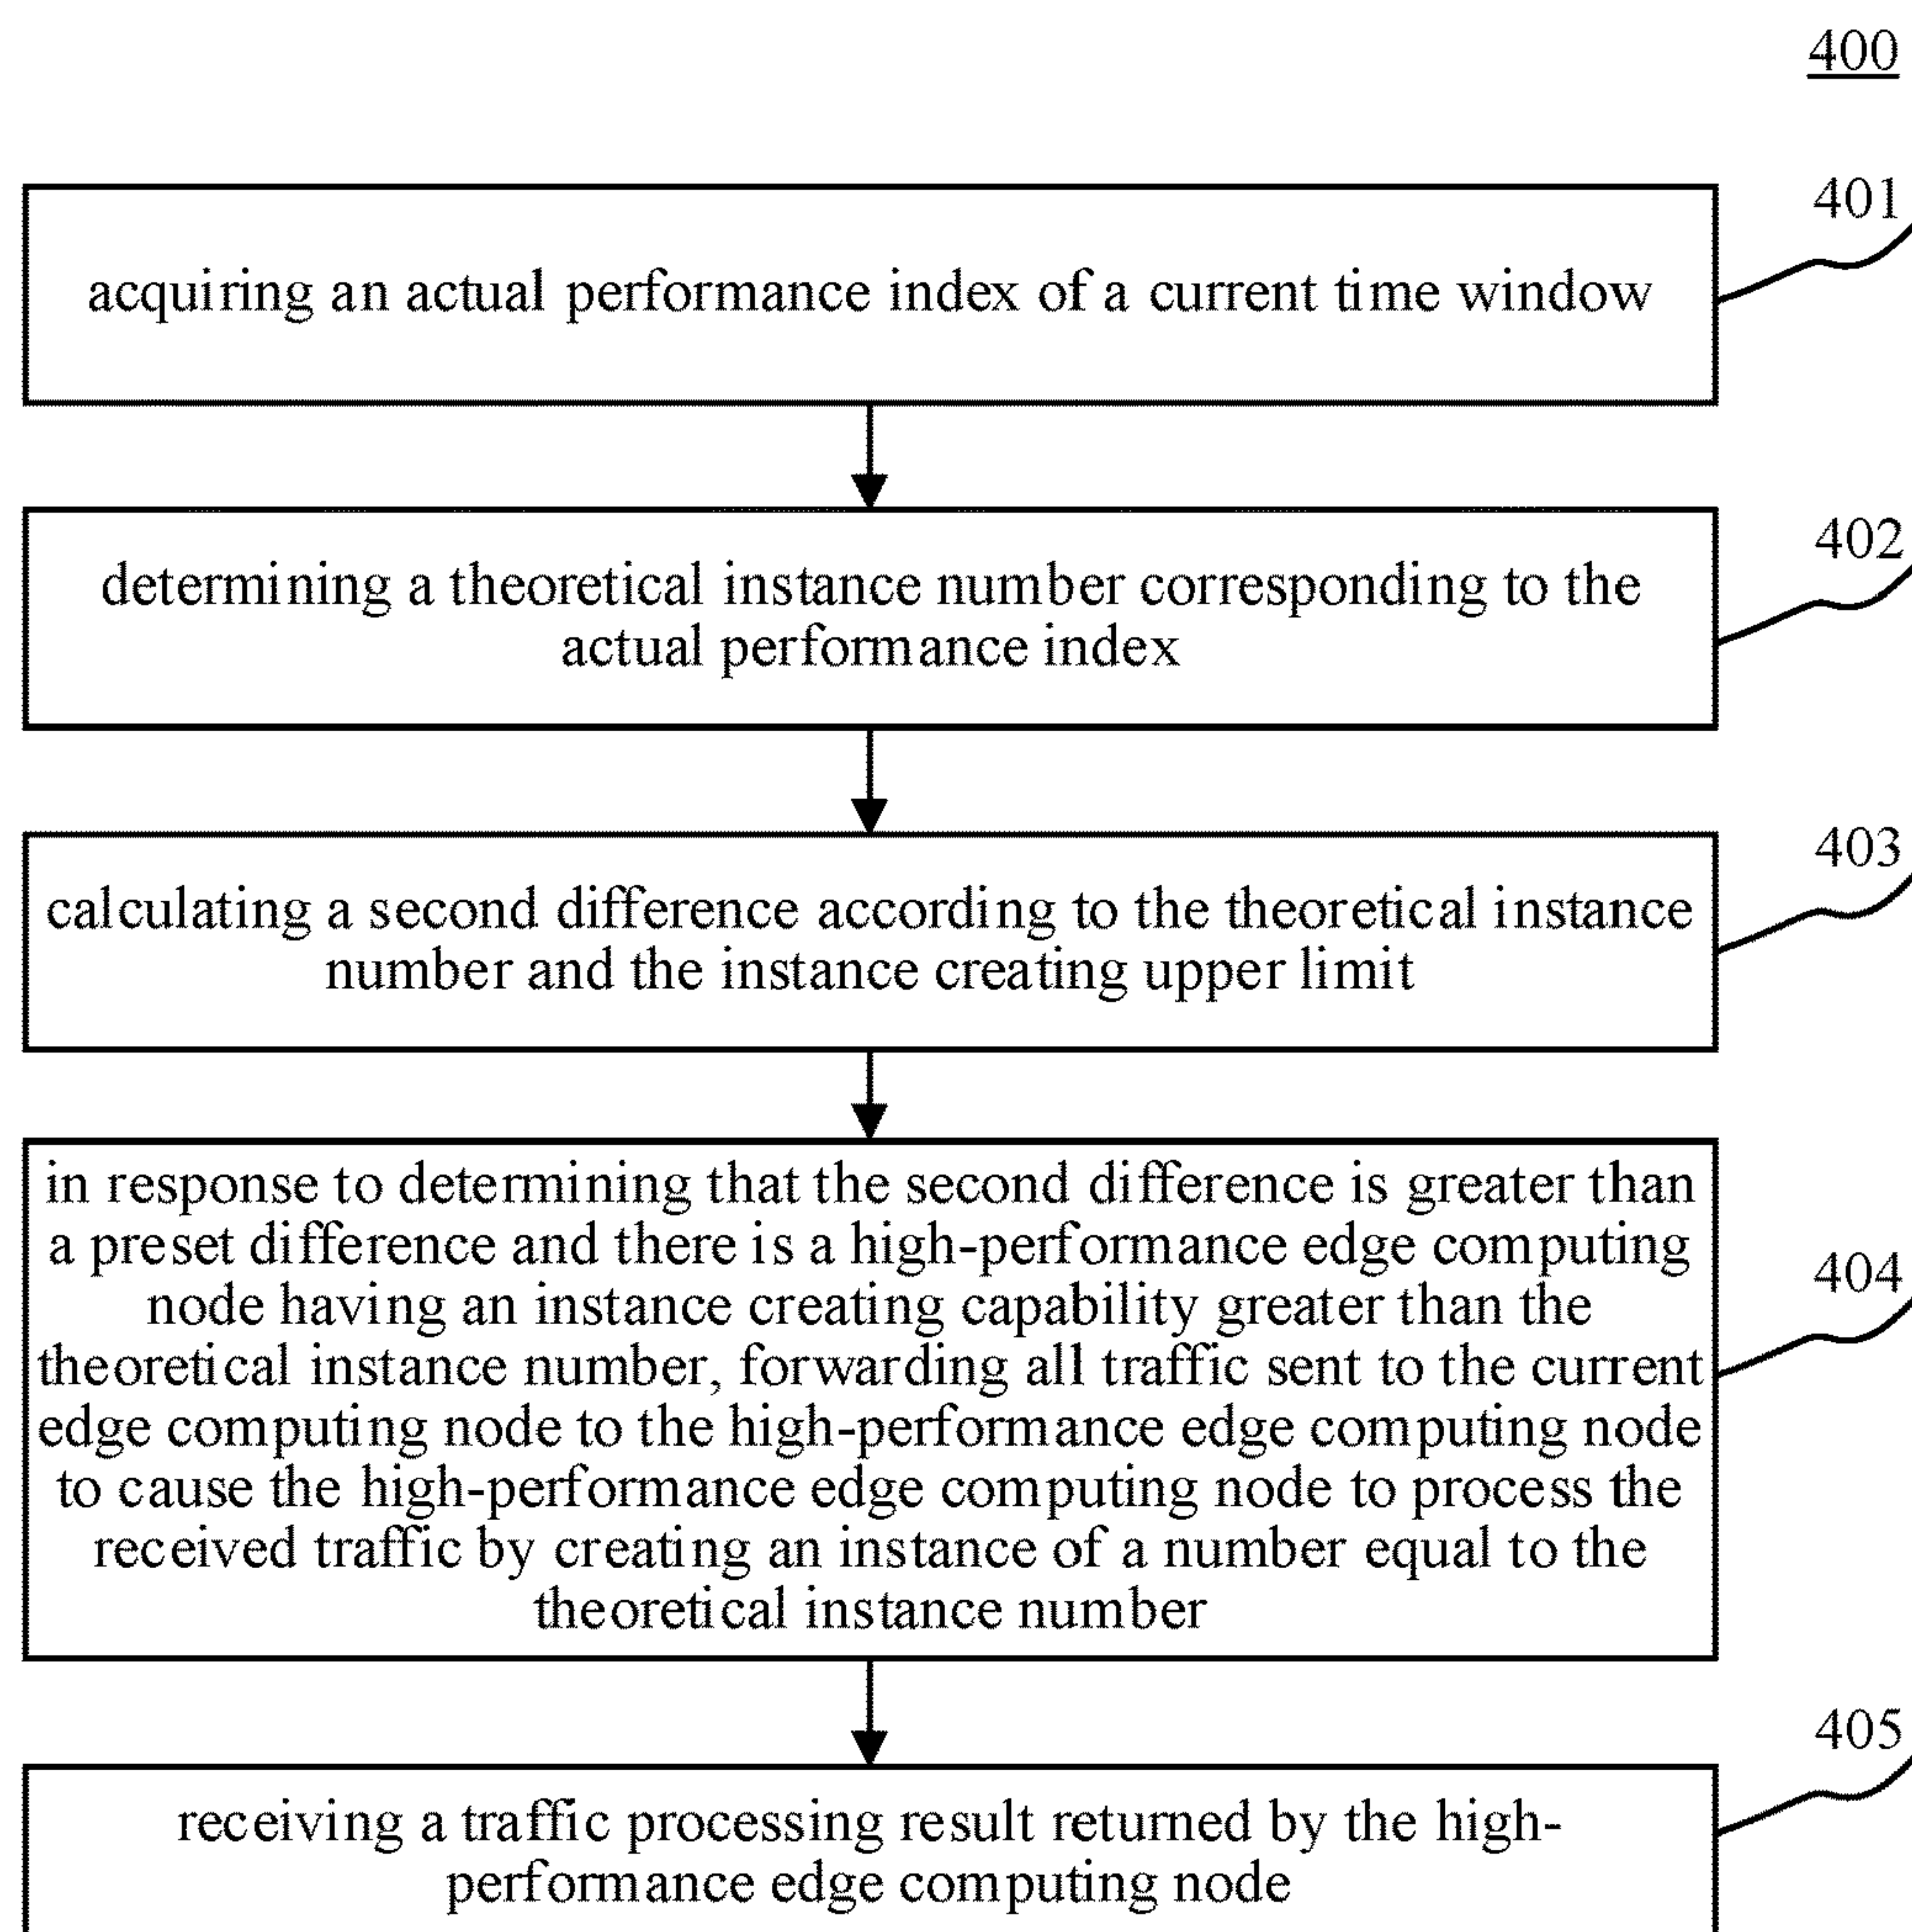 400
401
acquiring an actual performance index of a current time window
402
determining a theoretical instance number corresponding to the
actual performance index
403
calculating a second difference according to the theoretical instance
number and the instance creating upper limit
in response to determining that the second difference is greater than
a preset difference and there is a high-performance edge computing
404
node having an instance creating capability greater than the
theoretical instance number, forwarding all traffic sent to the current
edge computing node to the high-performance edge computing node
to cause the high-performance edge computing node to process the
received traffic by creating an instance of a number equal to the
theoretical instance number
405
receiving a traffic processing result returned by the high-
performance edge computing node